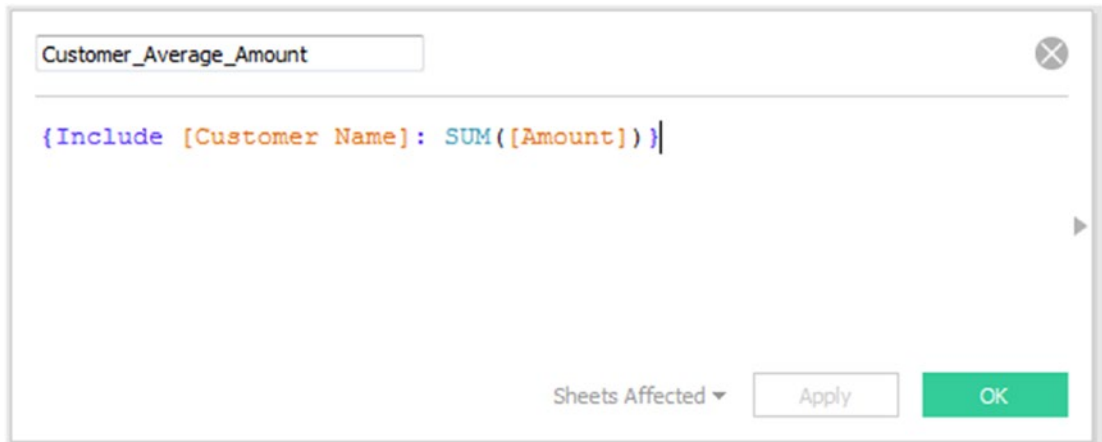 Customer_Average_Amount
{Include [Customer Name]: SUM([Amount])}
Sheets Affected Apply OK